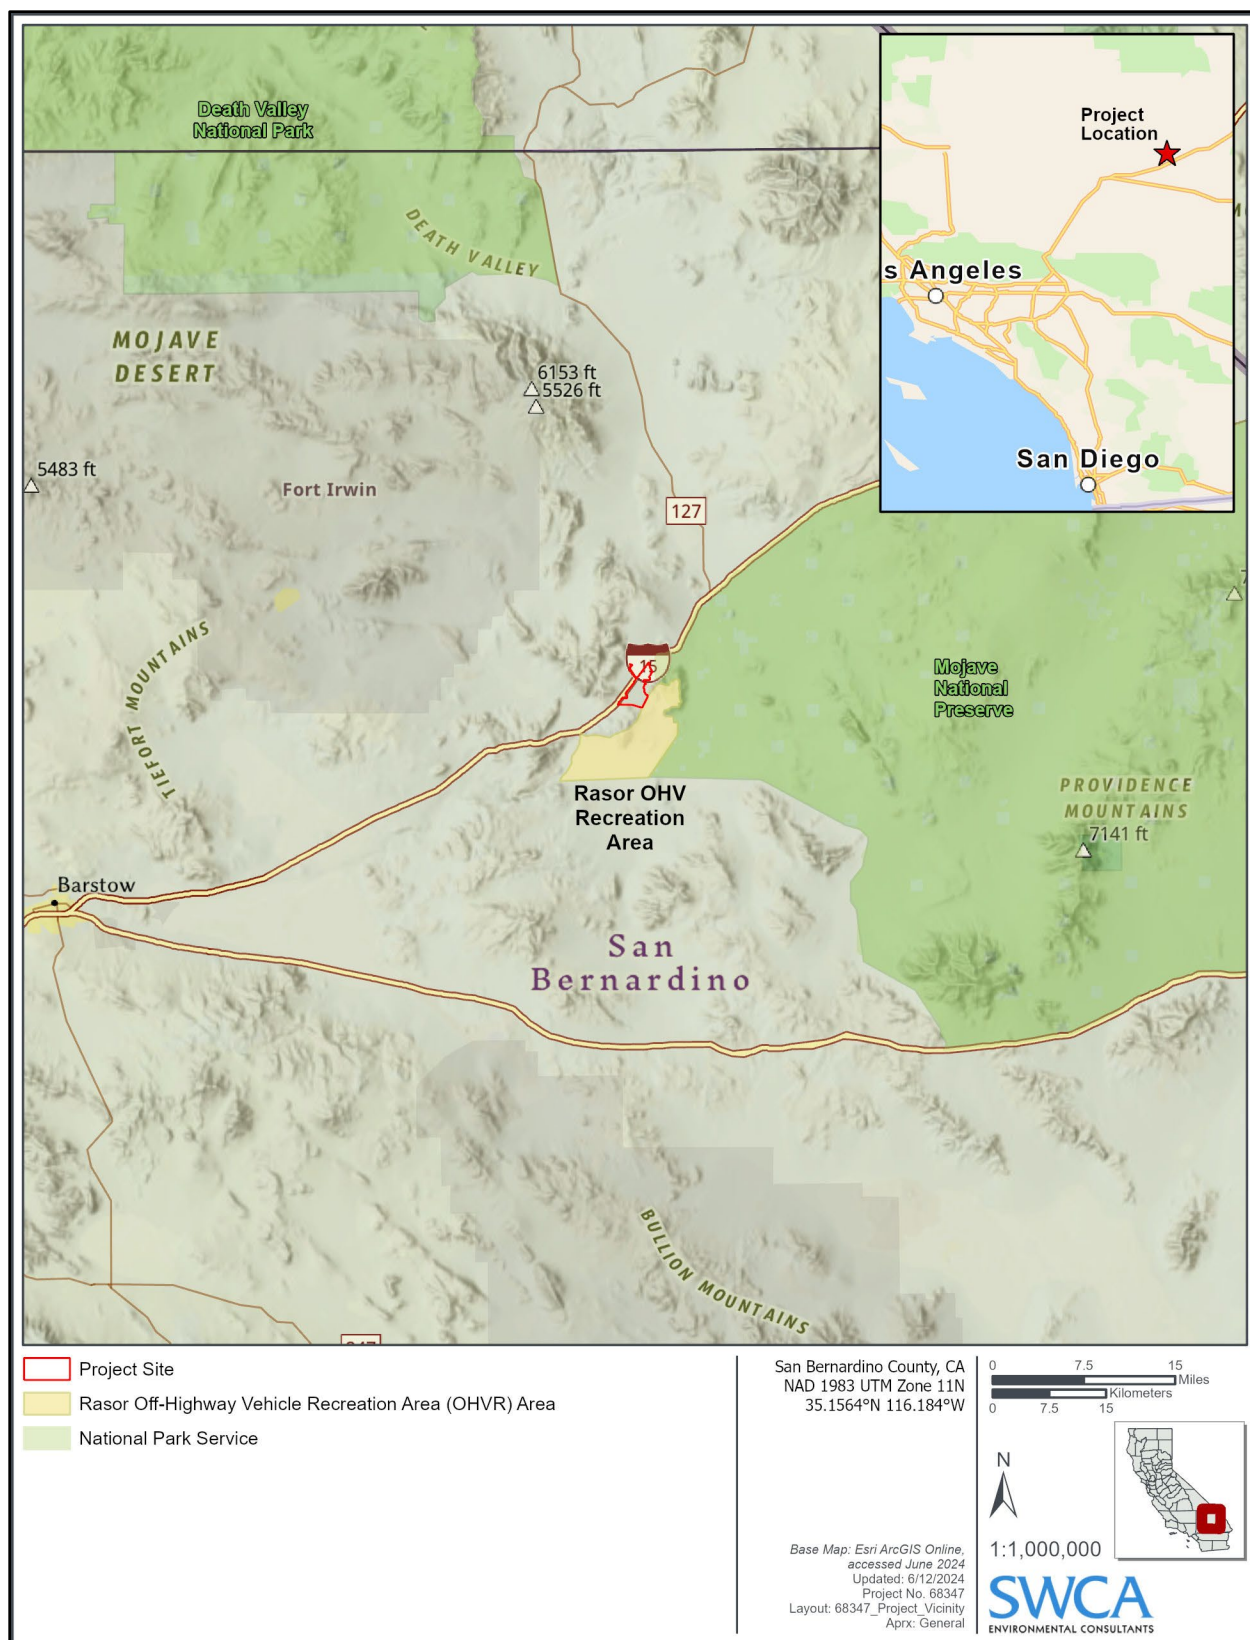 Death Valley
National Park
DEATH VALLEY
MOJAVE
DESERT
6153 ft
5526 ft
5483 ft
Fort Irwin
127
TIEFORT MOUNTAINS
15
Mojave
National
Preserve
Rasor OHV
Recreation
Area
PROVIDENCE
MOUNTAINS
7141 ft
Barstow
San
Bernardino
BULLION MOUNTAINS
Project
Location
s Angeles
San Diego
Project Site
Rasor Off-Highway Vehicle Recreation Area (OHVR) Area
National Park Service
San Bernardino County, CA
NAD 1983 UTM Zone 11N
35.1564°N 116.184°W
Base Map: Esri ArcGIS Online,
accessed June 2024
Updated: 6/12/2024
Project No. 68347
Layout: 68347_Project_Vicinity
Aprx: General
0 7.5 15
Miles
Kilometers
0 7.5 15
N
1:1,000,000
SWCA
ENVIRONMENTAL CONSULTANTS